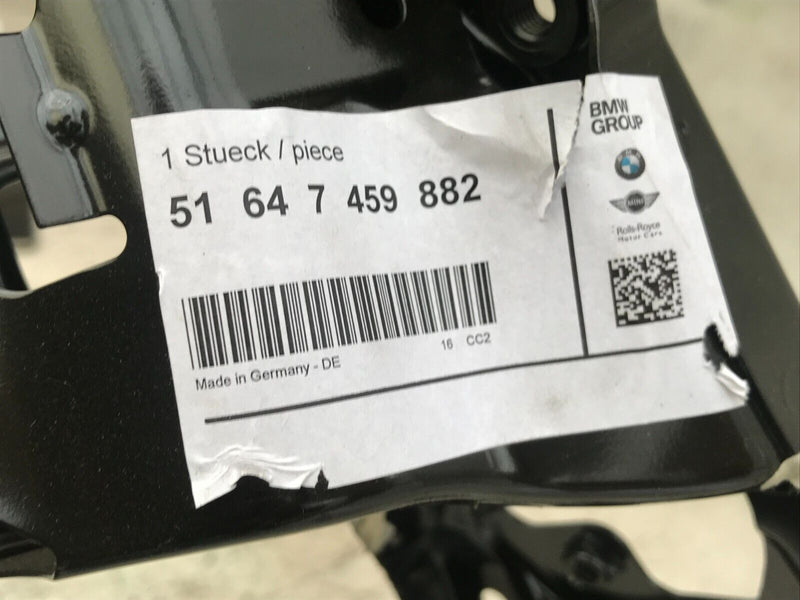 1 Stueck / piece
51 64 7 459 882
Made in Germany - DE
16 CC2
BMW
GROUP
MINI
Rolls-Royce
Motor Cars